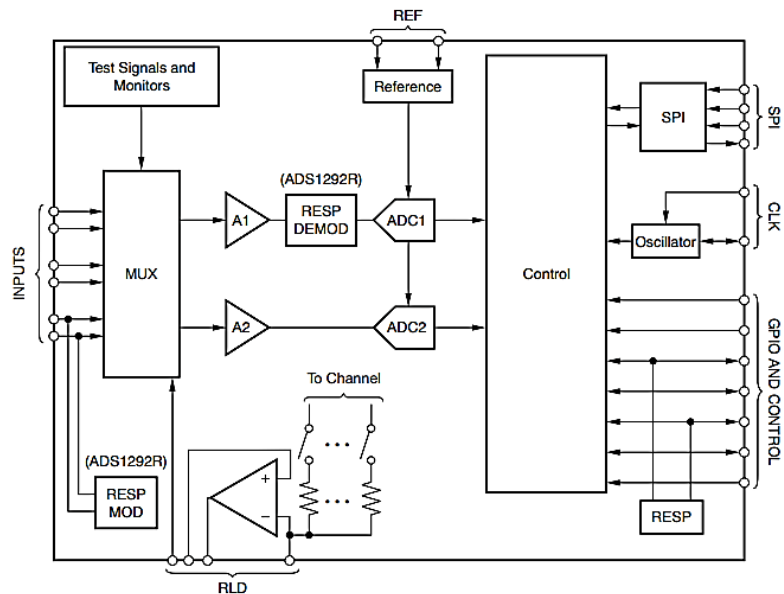 REF
Test Signals and
Monitors
Reference
SPI
SPI
(ADS1292R)
CLK
A1
RESP
DEMOD
ADC1
Oscillator
INPUTS
MUX
Control
A2
ADC2
GPIO AND CONTROL
To Channel
(ADS1292R)
+
RESP
MOD
−
RESP
RLD